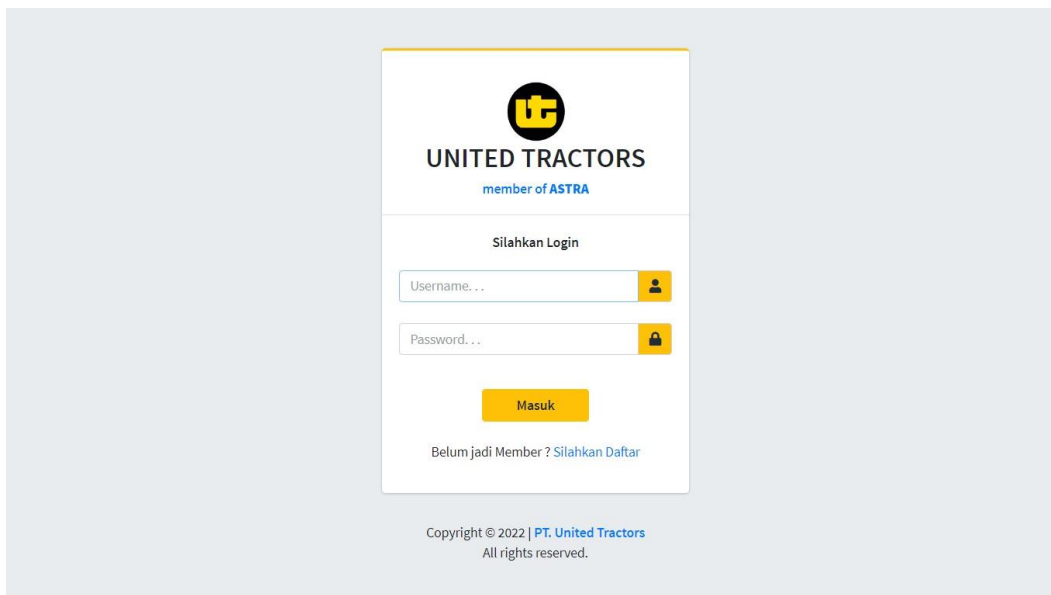 ut
UNITED TRACTORS
member of ASTRA
Silahkan Login
Username. . .
Password. . .
Masuk
Belum jadi Member ? Silahkan Daftar
Copyright © 2022 | PT. United Tractors
All rights reserved.